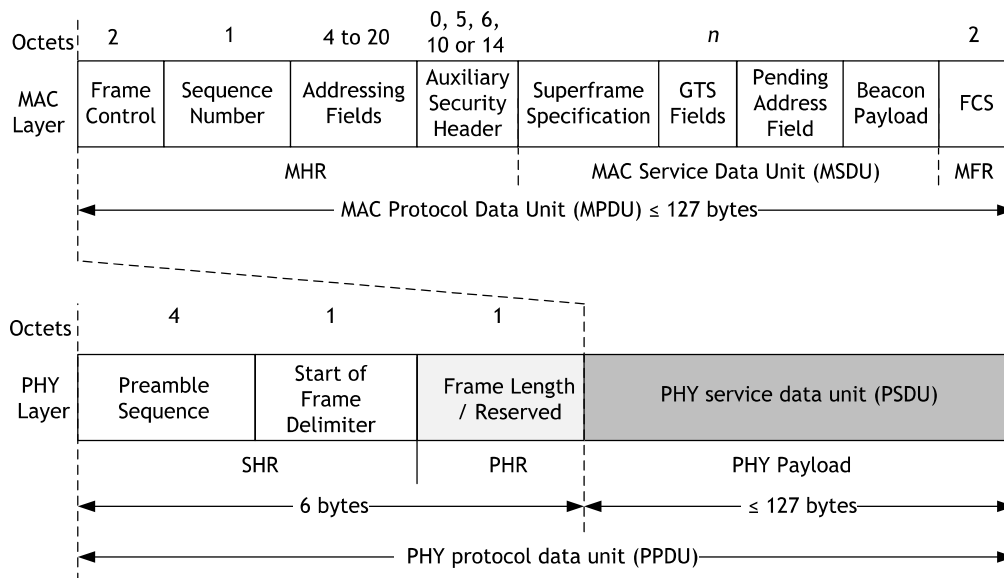 Octets 2 1 4 to 20 0, 5, 6, n 2
10 or 14
MAC Layer
Frame Control
Sequence Number
Addressing Fields
Auxiliary Security Header
Superframe Specification
GTS Fields
Pending Address Field
Beacon Payload
FCS
MHR MAC Service Data Unit (MSDU) MFR
MAC Protocol Data Unit (MPDU) ≤ 127 bytes
Octets 4 1 1
PHY Layer
Preamble Sequence
Start of Frame Delimiter
Frame Length / Reserved
PHY service data unit (PSDU)
SHR PHR PHY Payload
6 bytes ≤ 127 bytes
PHY protocol data unit (PPDU)